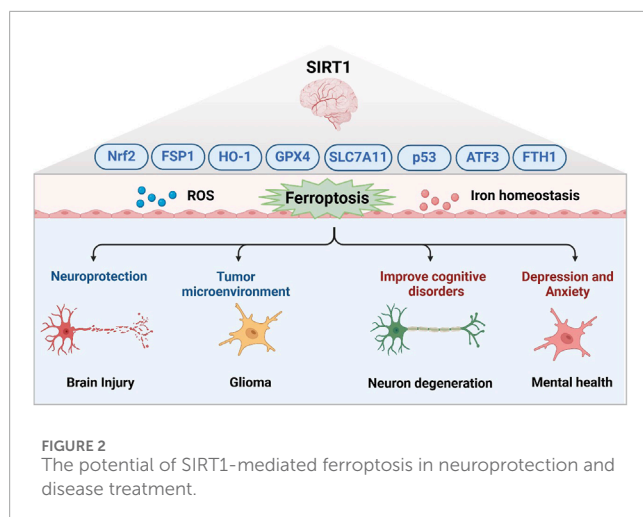 SIRT1
Nrf2 FSP1 HO-1 GPX4 SLC7A11 p53 ATF3 FTH1
ROS Ferroptosis Iron homeostasis
Neuroprotection Tumor microenvironment Improve cognitive disorders Depression and Anxiety
Brain Injury Glioma Neuron degeneration Mental health
FIGURE 2
The potential of SIRT1-mediated ferroptosis in neuroprotection and
disease treatment.